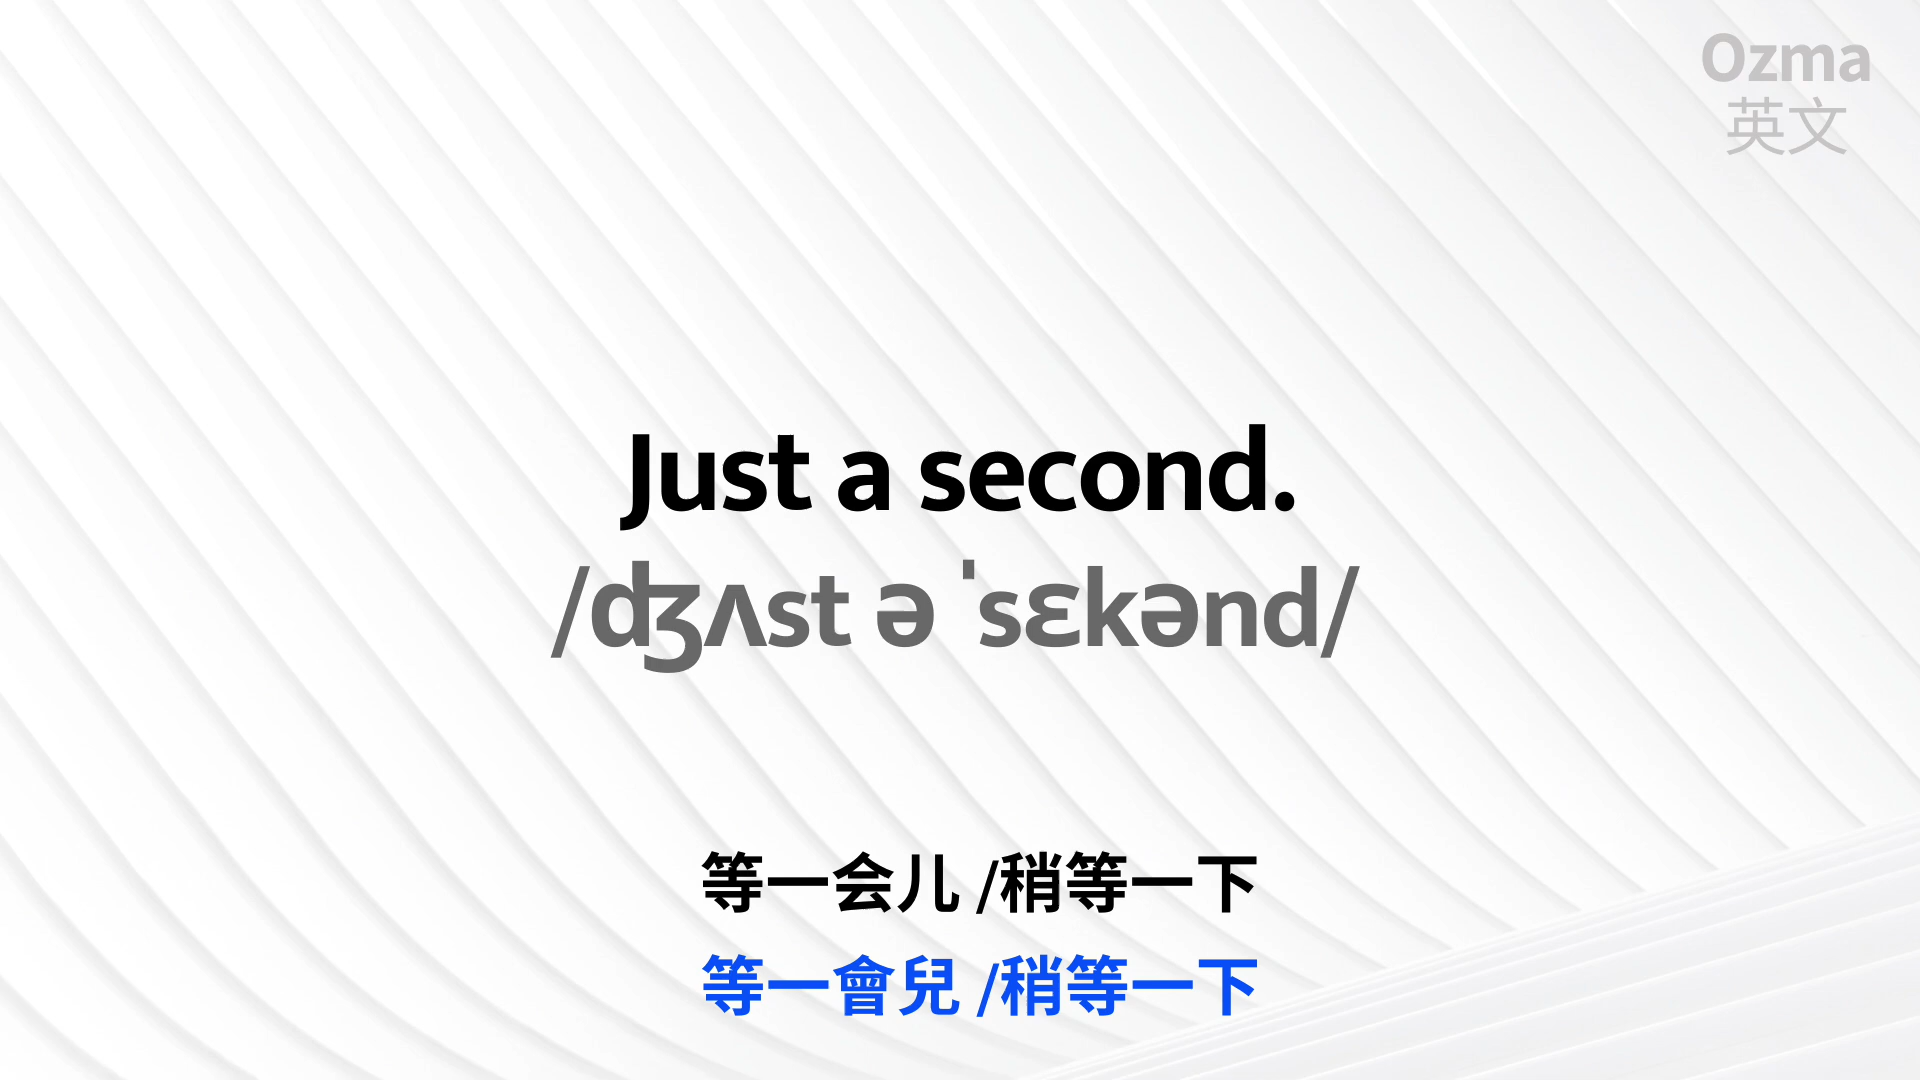 Ozma
英文
Just a second.
/ʤʌst ə ˈsɛkənd/
等一会儿 /稍等一下
等一會兒 /稍等一下